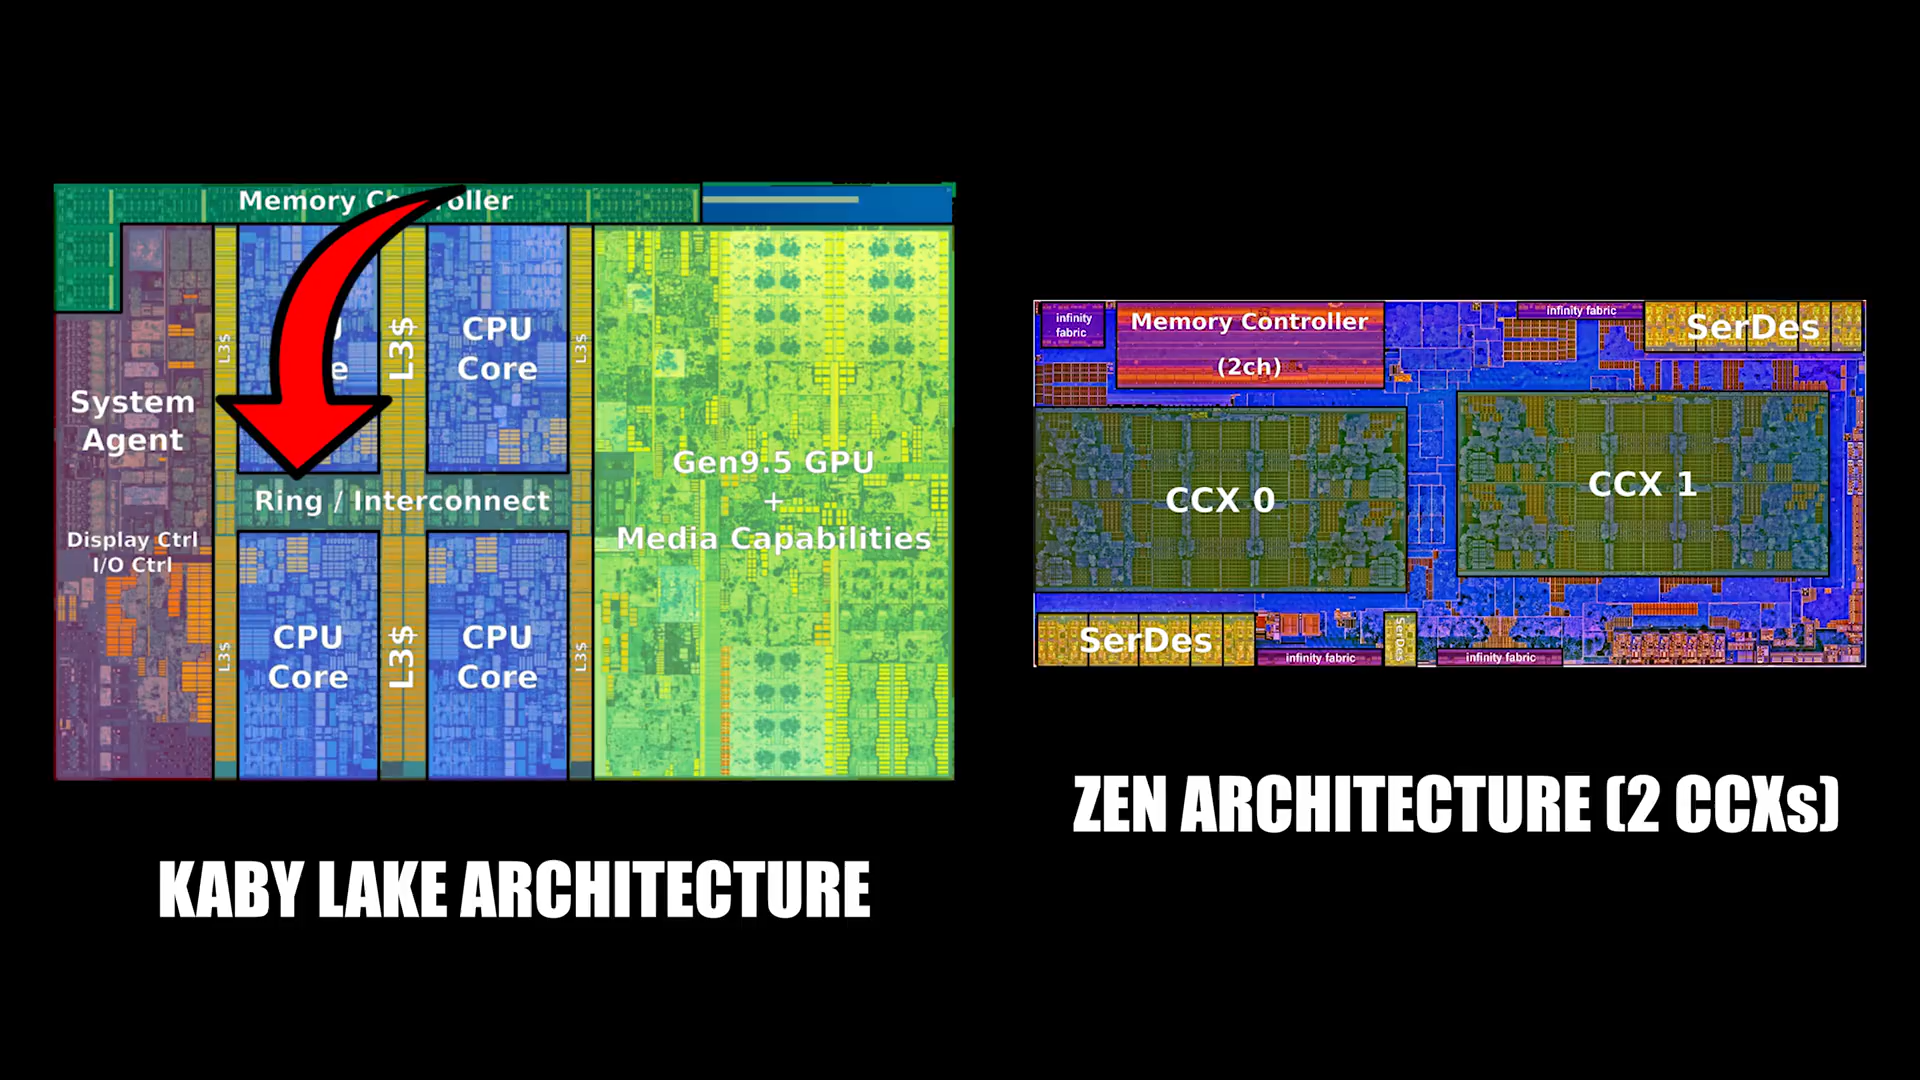 Memory Co
oller
L3$
e
L3$
CPU
Core
L3$
System
Agent
Ring / Interconnect
Display Ctrl
I/O Ctrl
L3$
CPU
Core
L3$
CPU
Core
L3$
Gen9.5 GPU
+
Media Capabilities
KABY LAKE ARCHITECTURE
infinity
fabric
Memory Controller
(2ch)
infinity fabric
SerDes
CCX 0
CCX 1
SerDes
infinity fabric
SerDes
infinity fabric
ZEN ARCHITECTURE (2 CCXs)